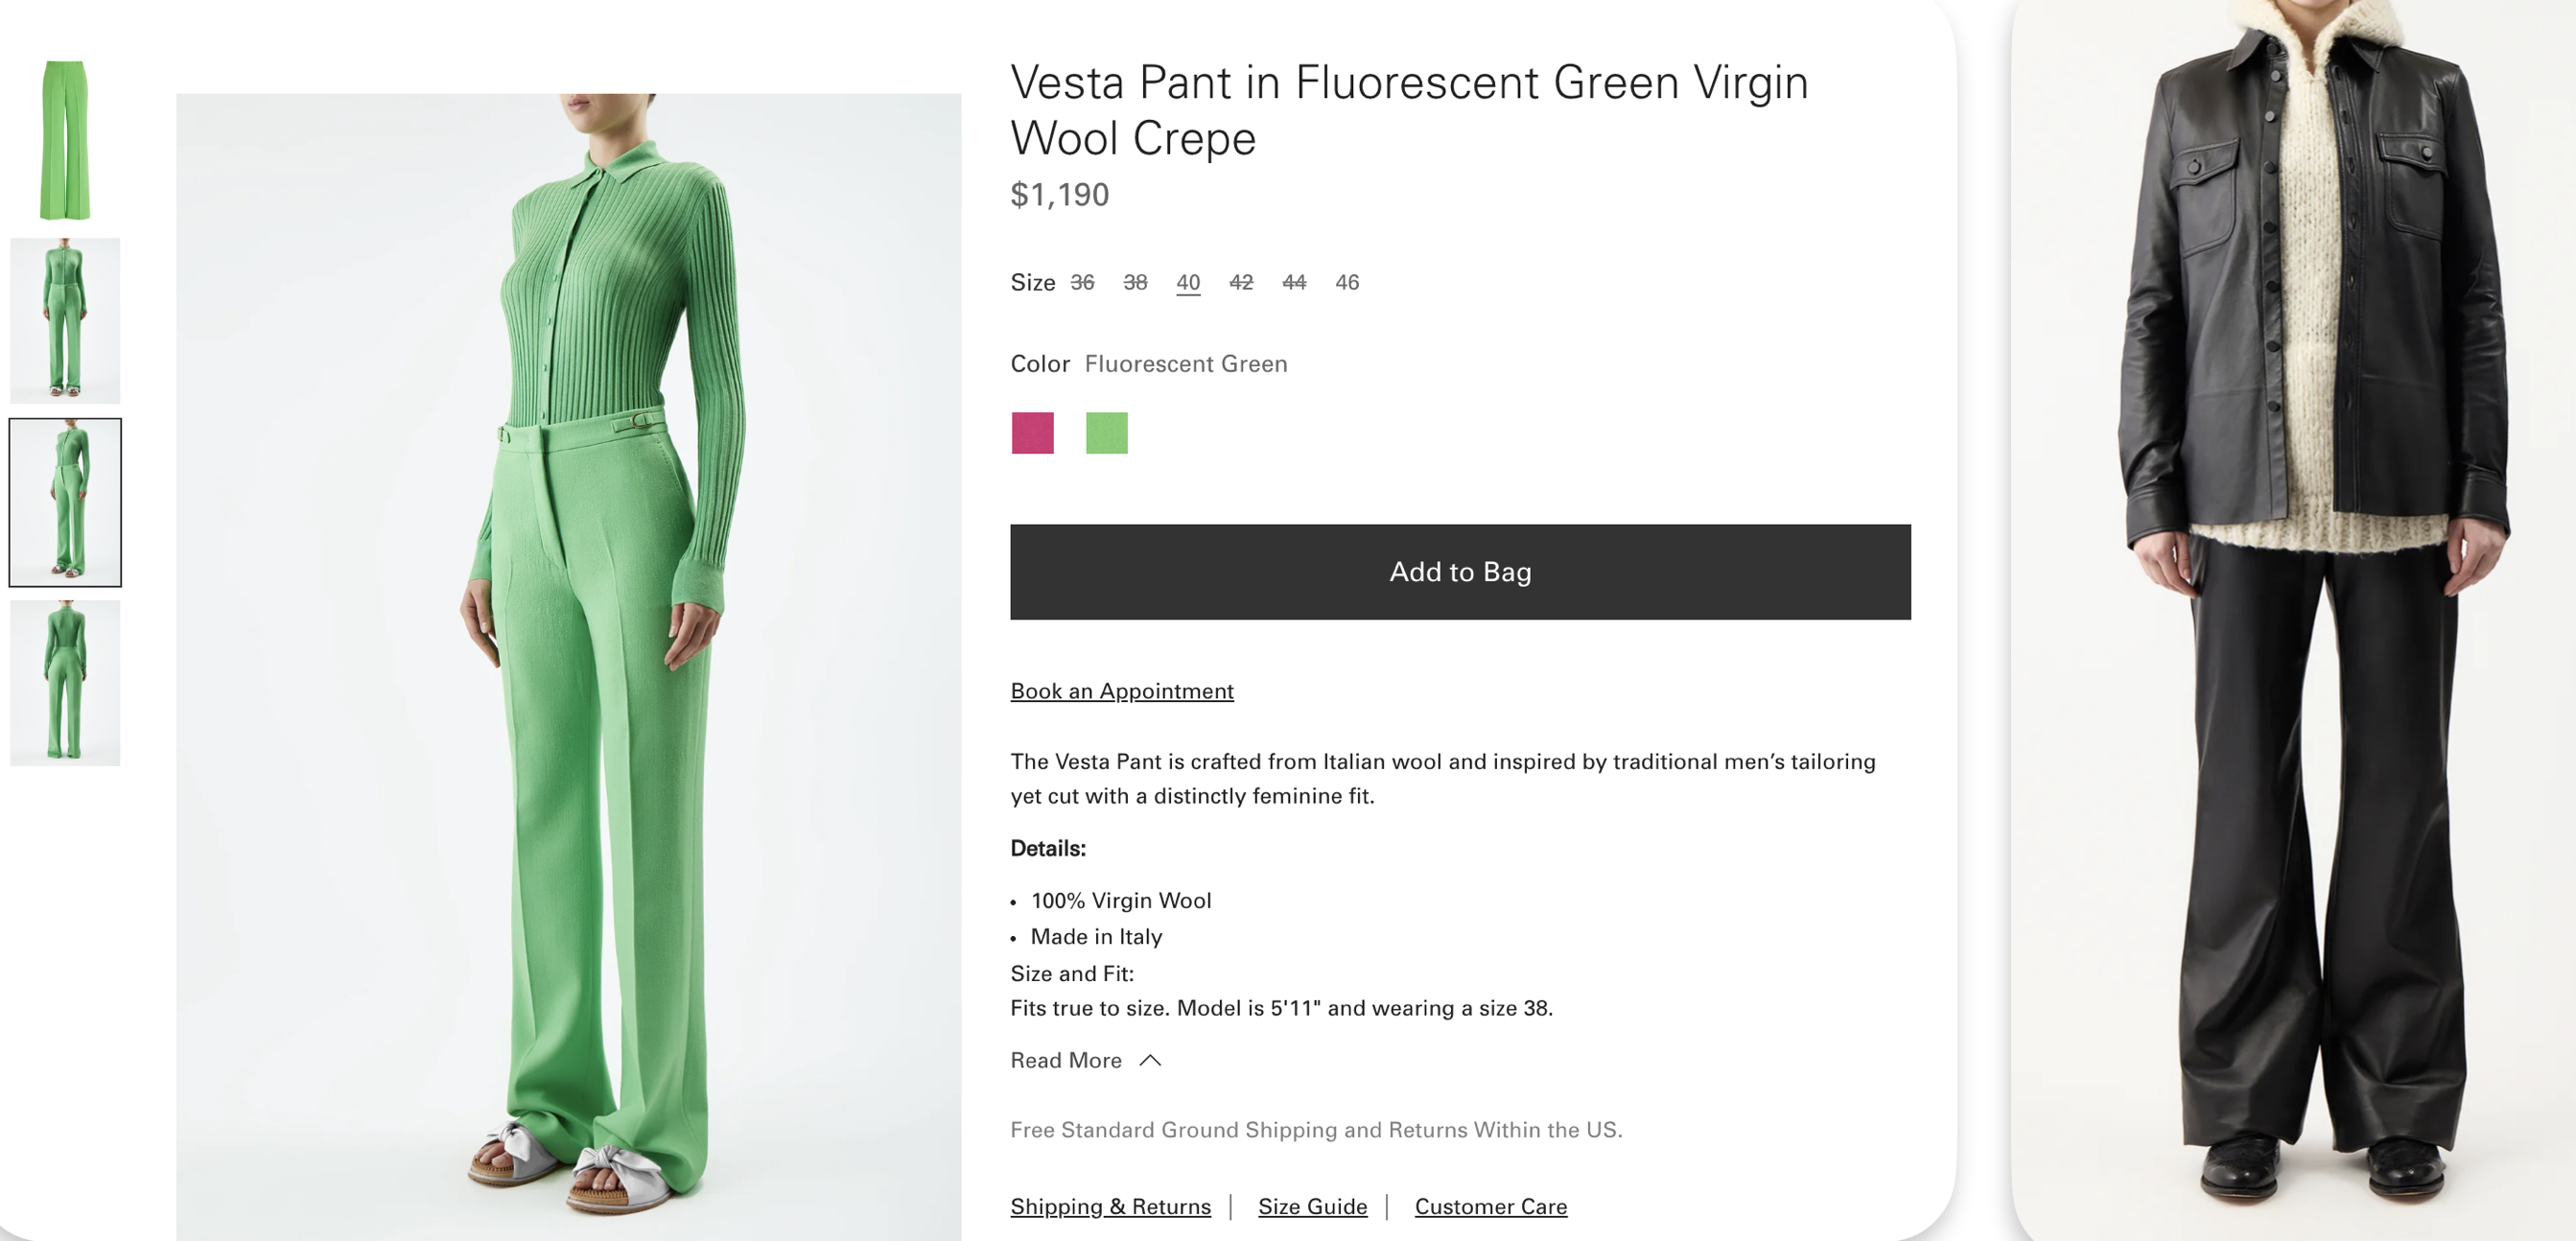 Vesta Pant in Fluorescent Green Virgin
Wool Crepe
$1,190
Size 36 38 40 42 44 46
Color Fluorescent Green
Add to Bag
Book an Appointment
The Vesta Pant is crafted from Italian wool and inspired by traditional men’s tailoring
yet cut with a distinctly feminine fit.
Details:
• 100% Virgin Wool
• Made in Italy
Size and Fit:
Fits true to size. Model is 5'11" and wearing a size 38.
Read More
Free Standard Ground Shipping and Returns Within the US.
Shipping & Returns | Size Guide | Customer Care